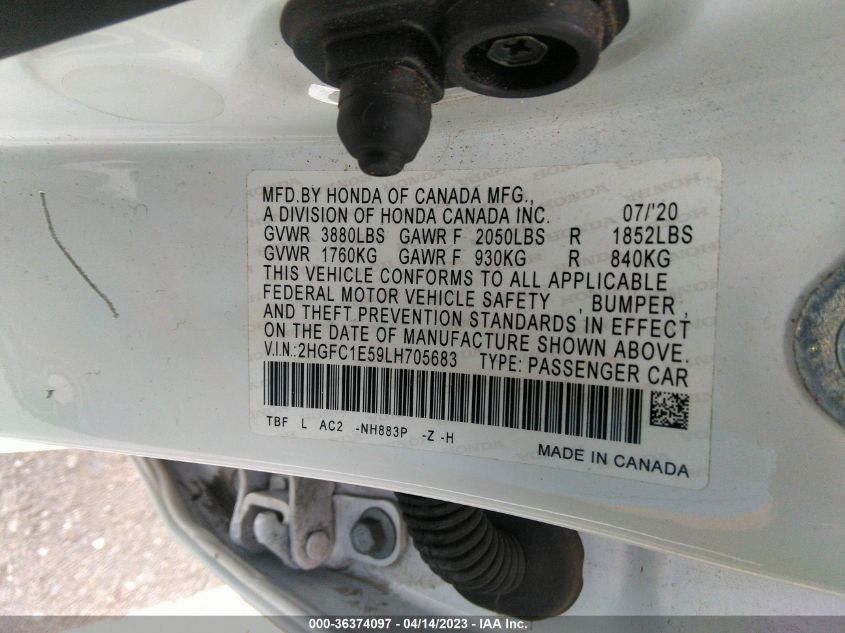 MFD.BY HONDA OF CANADA MFG.,
A DIVISION OF HONDA CANADA INC. 07/'20
GVWR 3880LBS GAWR F 2050LBS R 1852LBS
GVWR 1760KG GAWR F 930KG R 840KG
THIS VEHICLE CONFORMS TO ALL APPLICABLE
FEDERAL MOTOR VEHICLE SAFETY , BUMPER ,
AND THEFT PREVENTION STANDARDS IN EFFECT
ON THE DATE OF MANUFACTURE SHOWN ABOVE.
V.I.N.:2HGFC1E59LH705683 TYPE: PASSENGER CAR
TBF L AC2 -NH883P -Z -H
MADE IN CANADA
000-36374097 - 04/14/2023 - IAA Inc.